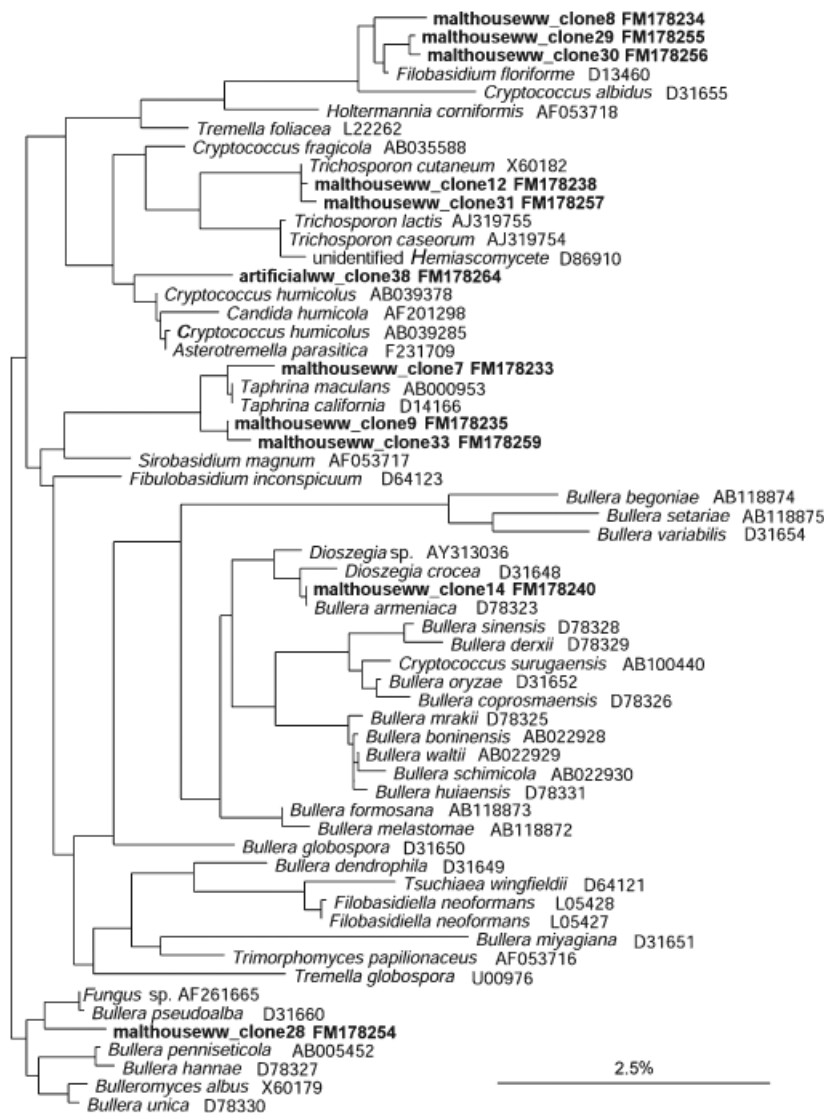 malthouseww_clone8 FM178234
malthouseww_clone29 FM178255
malthouseww_clone30 FM178256
Filobasidium floriforme D13460
Cryptococcus albidus D31655
Holtermannia corniformis AF053718
Tremella foliacea L22262
Cryptococcus fragicola AB035588
Trichosporon cutaneum X60182
malthouseww_clone12 FM178238
malthouseww_clone31 FM178257
Trichosporon lactis AJ319755
Trichosporon caseorum AJ319754
unidentified Hemiascomycete D86910
artificialww_clone38 FM178264
Cryptococcus humicolus AB039378
Candida humicola AF201298
Cryptococcus humicolus AB039285
Asterotremella parasitica F231709
malthouseww_clone7 FM178233
Taphrina maculans AB000953
Taphrina california D14166
malthouseww_clone9 FM178235
malthouseww_clone33 FM178259
Sirobasidium magnum AF053717
Fibulobasidium inconspicuum D64123
Bullera begoniae AB118874
Bullera setariae AB118875
Bullera variabilis D31654
Dioszegia sp. AY313036
Dioszegia crocea D31648
malthouseww_clone14 FM178240
Bullera armeniaca D78323
Bullera sinensis D78328
Bullera derxii D78329
Cryptococcus surugaensis AB100440
Bullera oryzae D31652
Bullera coprosmaensis D78326
Bullera mrakii D78325
Bullera boninensis AB022928
Bullera waltii AB022929
Bullera schimicola AB022930
Bullera huiaensis D78331
Bullera formosana AB118873
Bullera melastomae AB118872
Bullera globospora D31650
Bullera dendrophila D31649
Tsuchiaea wingfieldii D64121
Filobasidiella neoformans L05428
Filobasidiella neoformans L05427
Bullera miyagiana D31651
Trimorphomyces papilionaceus AF053716
Tremella globospora U00976
Fungus sp. AF261665
Bullera pseudoalba D31660
malthouseww_clone28 FM178254
Bullera penniseticola AB005452
Bullera hannae D78327
Bulleromyces albus X60179
Bullera unica D78330
2.5%